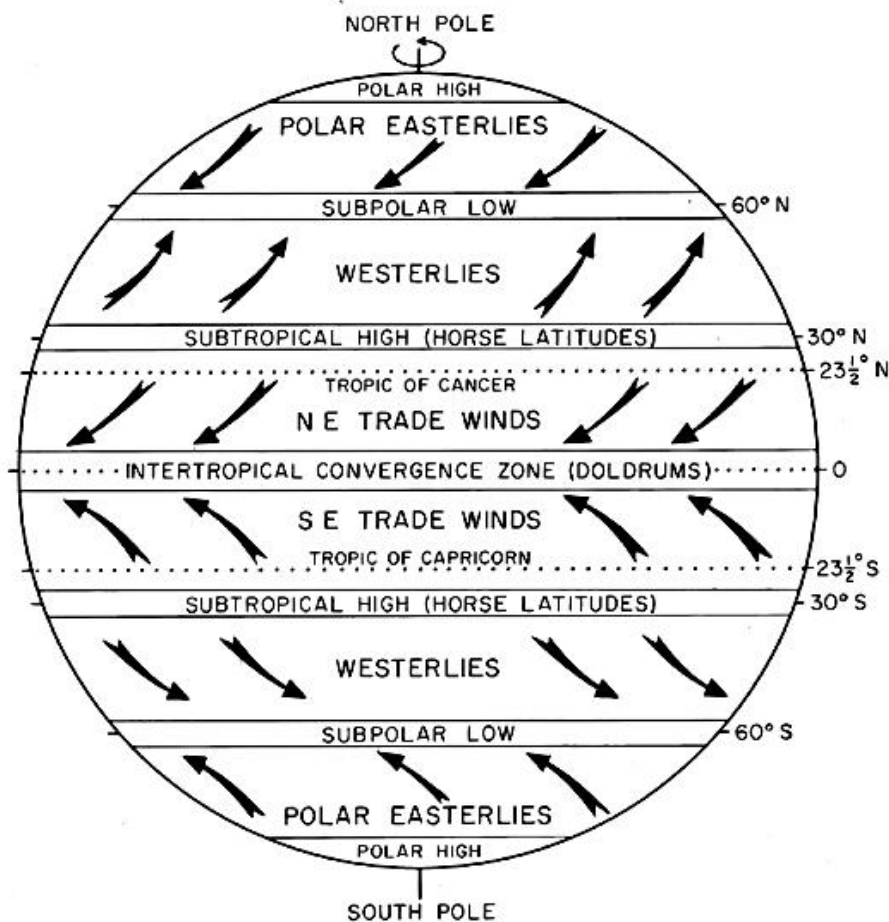 NORTH POLE
POLAR HIGH
POLAR EASTERLIES
SUBPOLAR LOW
60° N
WESTERLIES
SUBTROPICAL HIGH (HORSE LATITUDES)
30° N
23½° N
TROPIC OF CANCER
N E TRADE WINDS
INTERTROPICAL CONVERGENCE ZONE (DOLDRUMS)
0
S E TRADE WINDS
TROPIC OF CAPRICORN
23½° S
SUBTROPICAL HIGH (HORSE LATITUDES)
30° S
WESTERLIES
SUBPOLAR LOW
60° S
POLAR EASTERLIES
POLAR HIGH
SOUTH POLE